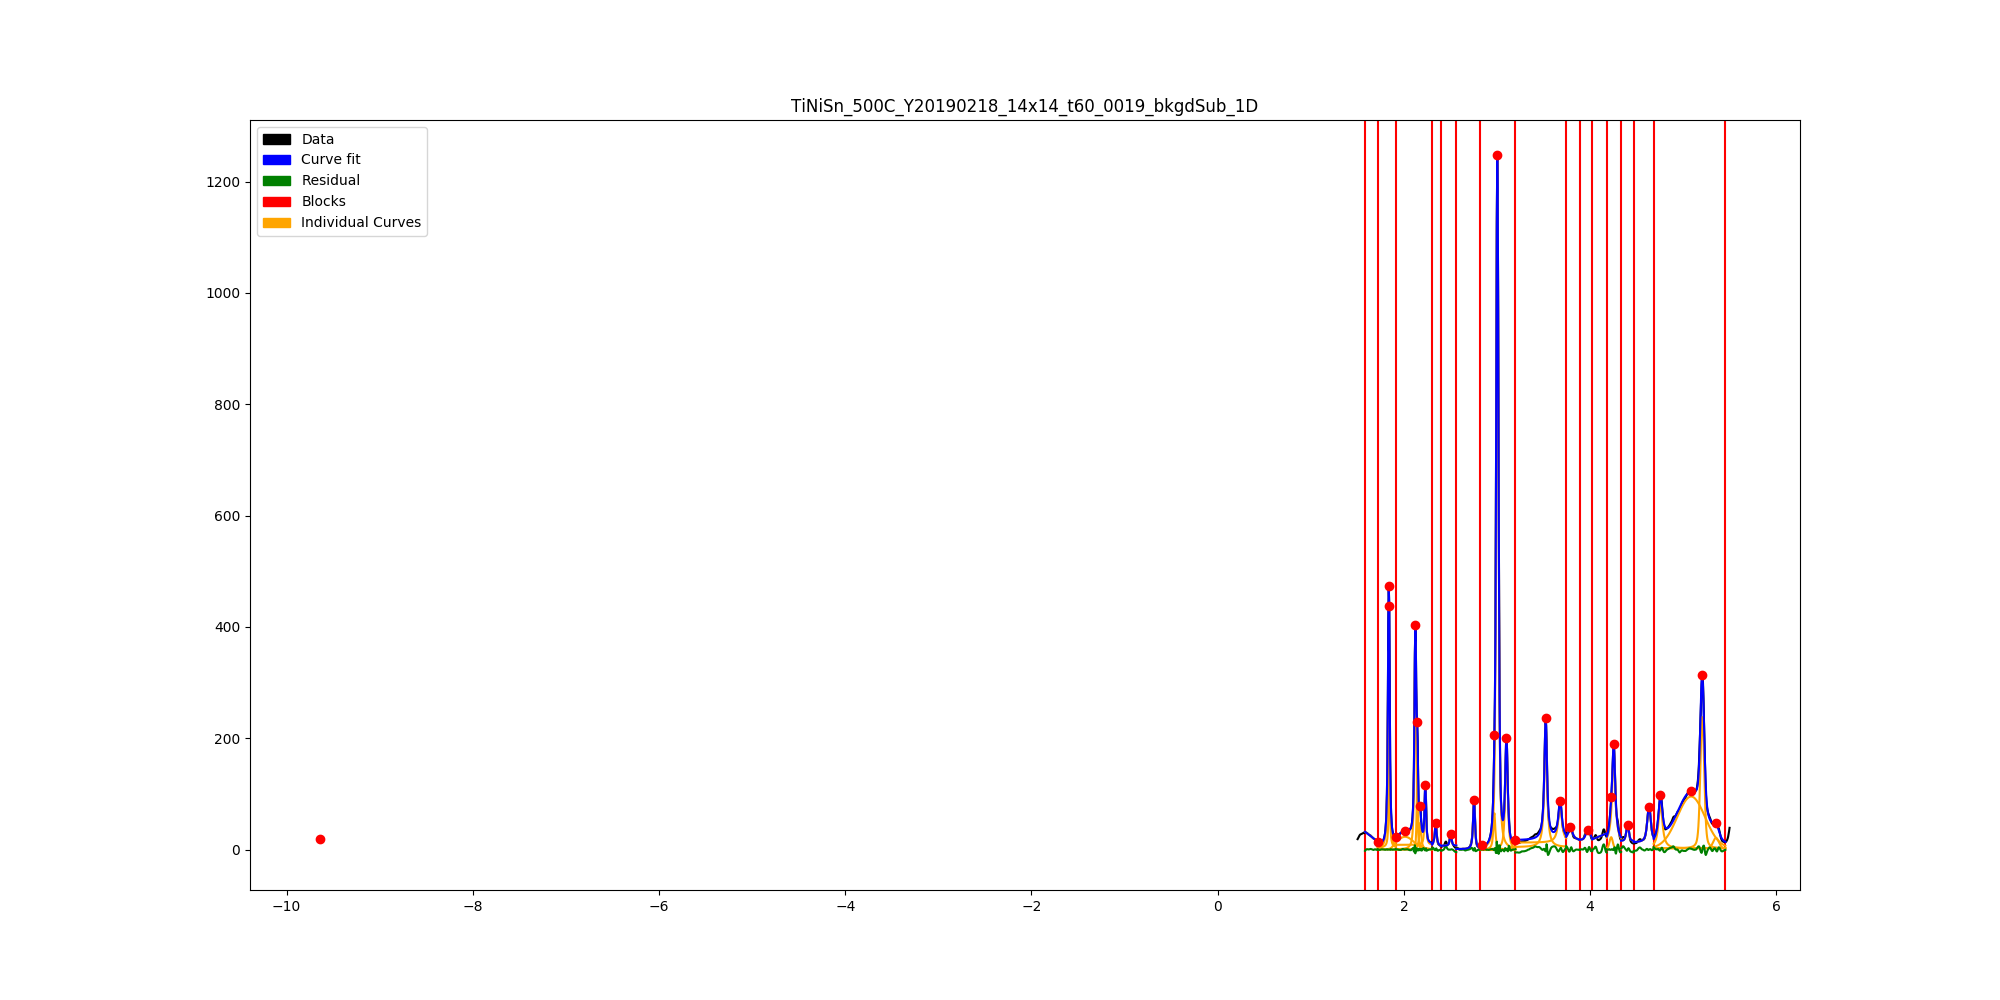 TiNiSn_500C_Y20190218_14x14_t60_0019_bkgdSub_1D
Data
Curve fit
Residual
Blocks
Individual Curves
1200
1000
800
600
400
200
0
−10 −8 −6 −4 −2 0 2 4 6